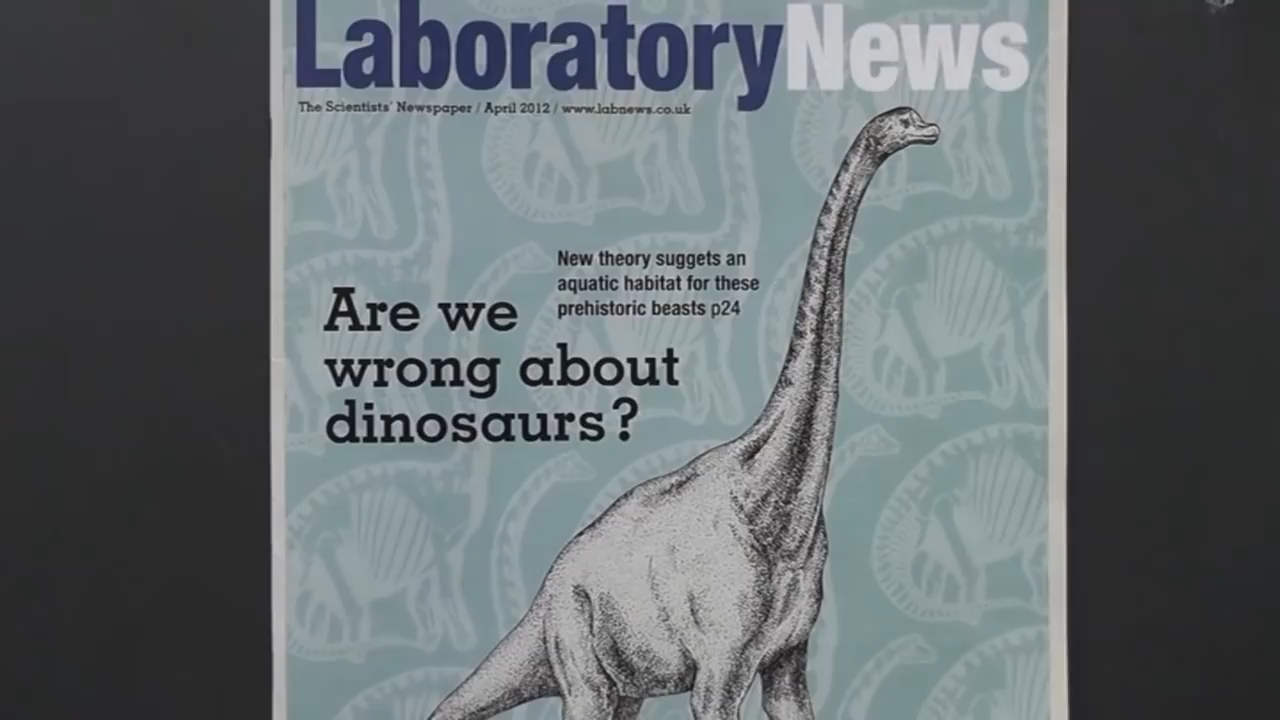 LaboratoryNews
The Scientists' Newspaper / April 2012 / www.labnews.co.uk
New theory suggets an
aquatic habitat for these
prehistoric beasts p24
Are we
wrong about
dinosaurs?